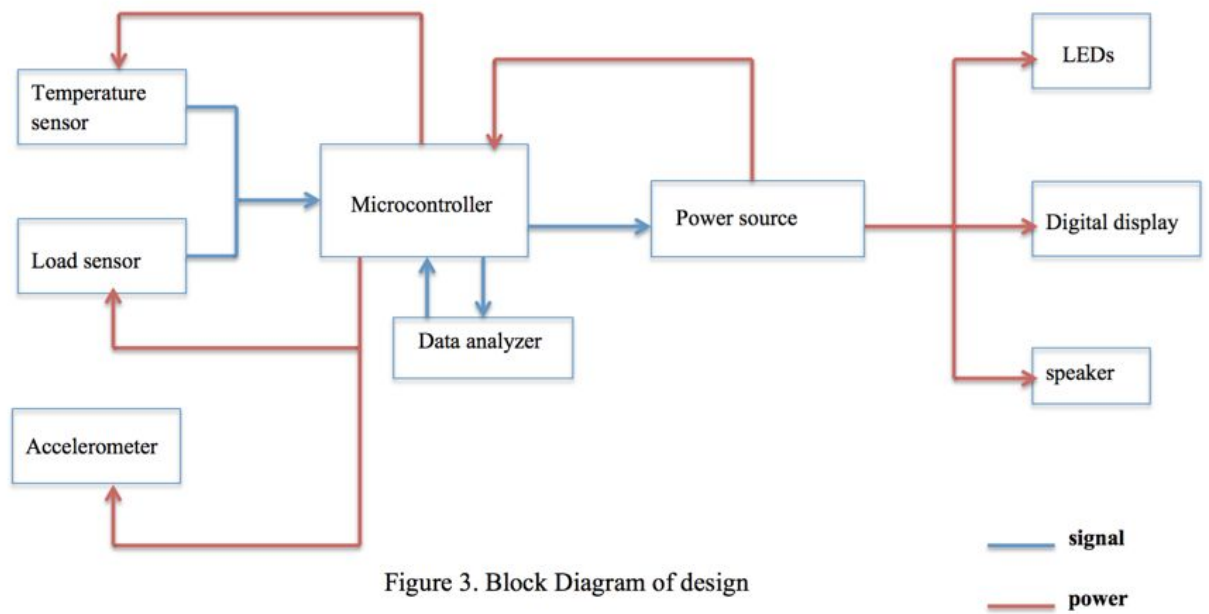 Temperature
sensor
Load sensor
Accelerometer
Microcontroller
Data analyzer
Power source
LEDs
Digital display
speaker
signal
power
Figure 3. Block Diagram of design